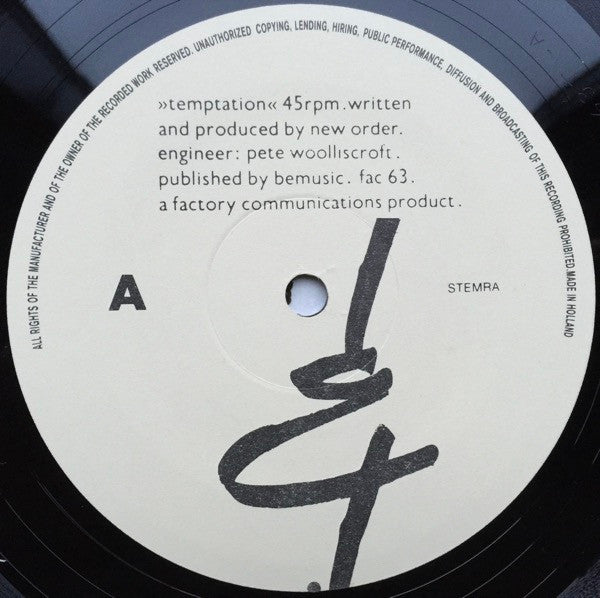 ALL RIGHTS OF THE MANUFACTURER AND OF THE OWNER OF THE RECORDED WORK RESERVED. UNAUTHORIZED COPYING, LENDING, HIRING, PUBLIC PERFORMANCE, DIFFUSION AND BROADCASTING OF THIS RECORDING PROHIBITED. MADE IN HOLLAND
»temptation« 45rpm.written
and produced by new order.
engineer: pete woolliscroft.
published by bemusic. fac 63.
a factory communications product.
A
STEMRA